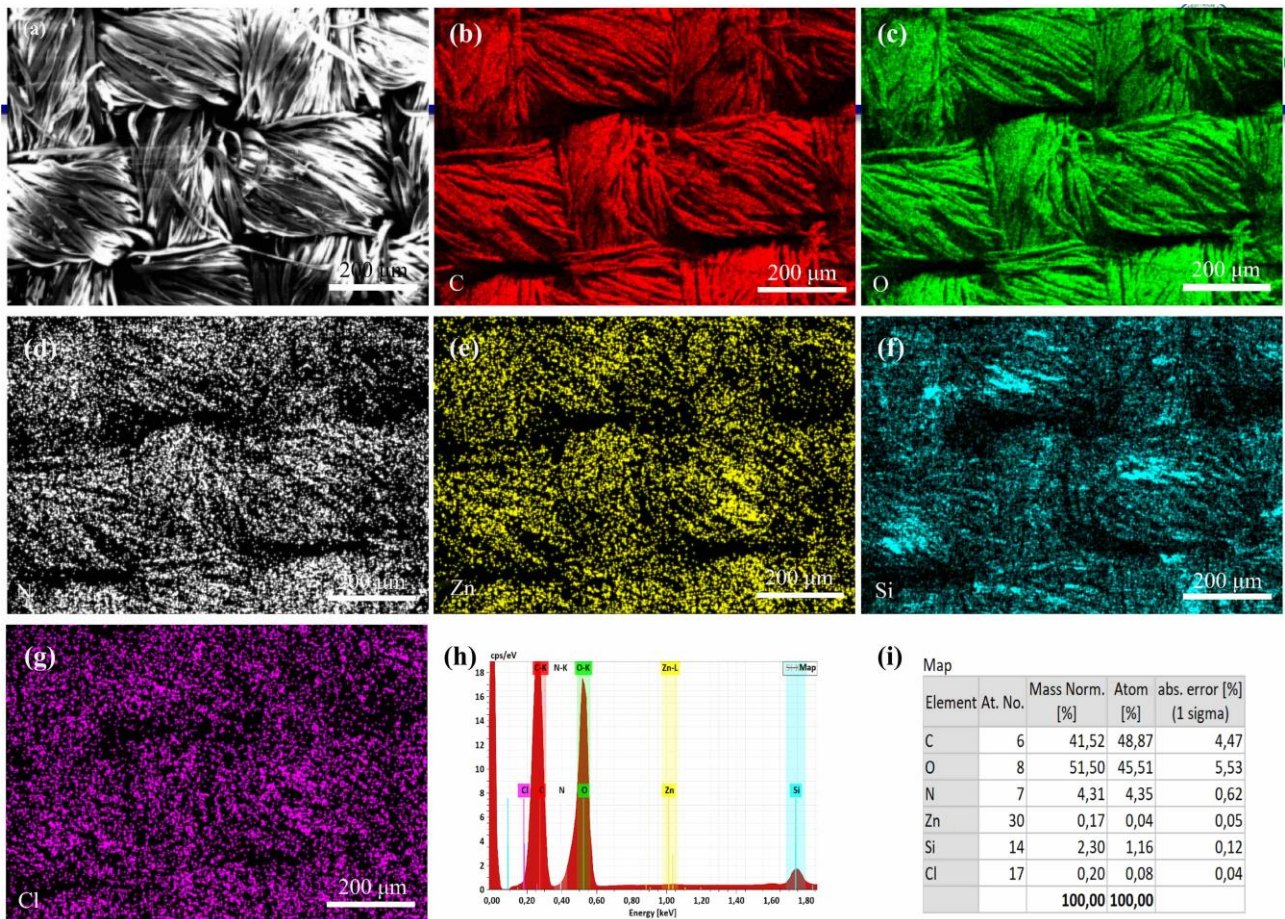 (a)
200 μm
(b)
C
200 μm
(c)
O
200 μm
(d)
N
200 μm
(e)
Zn
200 μm
(f)
Si
200 μm
(g)
Cl
200 μm
(h)
cps/eV
C-K N-K O-K Zn-L Map
18
16
14
12
10
8
6
4
2
0
Cl C N O Zn Si
0,00 0,20 0,40 0,60 0,80 1,00 1,20 1,40 1,60 1,80
Energy [keV]
(i)
Map
Element At. No. Mass Norm. [%] Atom [%] abs. error [%] (1 sigma)
C 6 41,52 48,87 4,47
O 8 51,50 45,51 5,53
N 7 4,31 4,35 0,62
Zn 30 0,17 0,04 0,05
Si 14 2,30 1,16 0,12
Cl 17 0,20 0,08 0,04
100,00 100,00